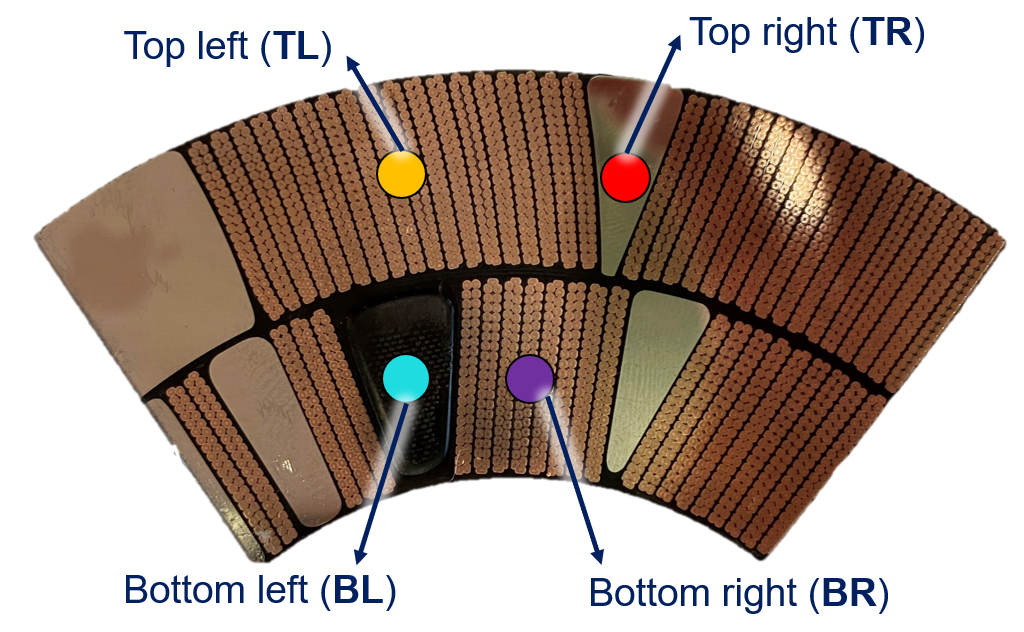 Top left (TL)
Top right (TR)
Bottom left (BL)
Bottom right (BR)